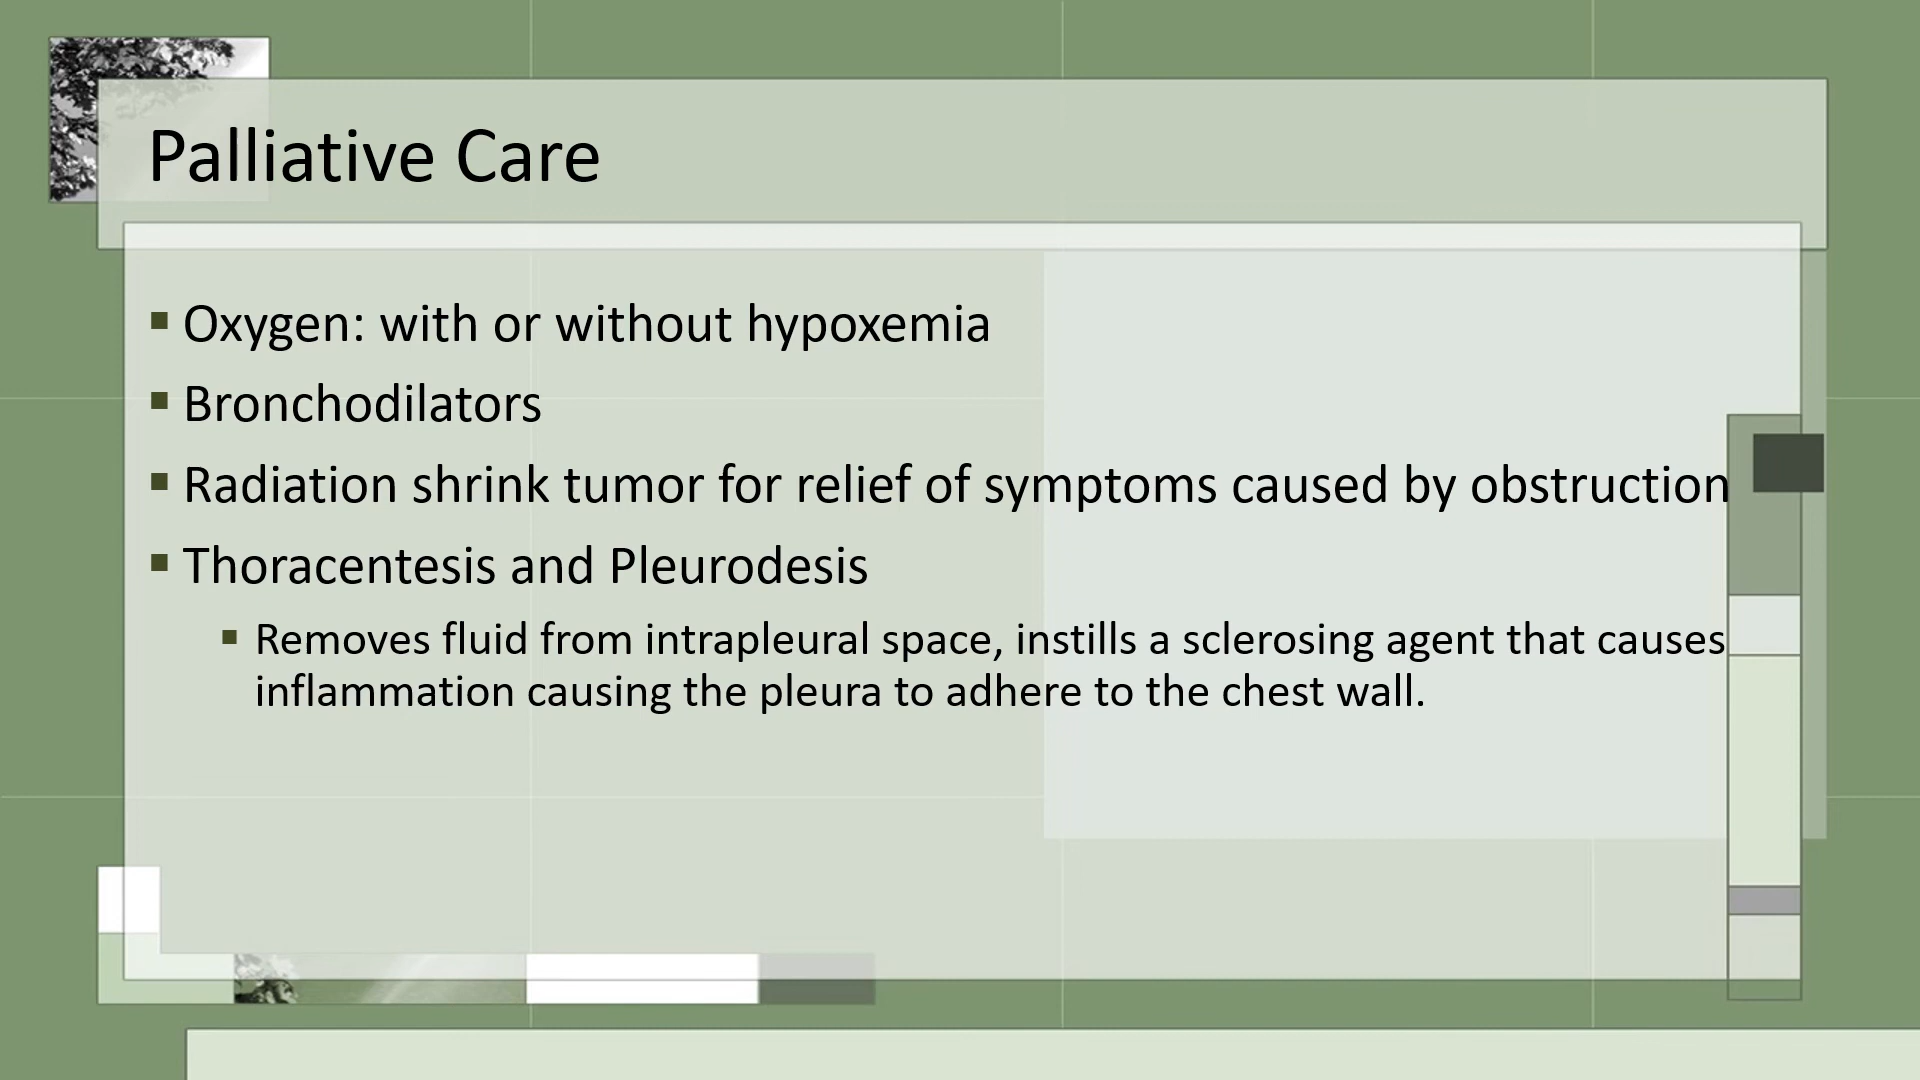 Palliative Care
▪ Oxygen: with or without hypoxemia
▪ Bronchodilators
▪ Radiation shrink tumor for relief of symptoms caused by obstruction
▪ Thoracentesis and Pleurodesis
▪ Removes fluid from intrapleural space, instills a sclerosing agent that causes
inflammation causing the pleura to adhere to the chest wall.